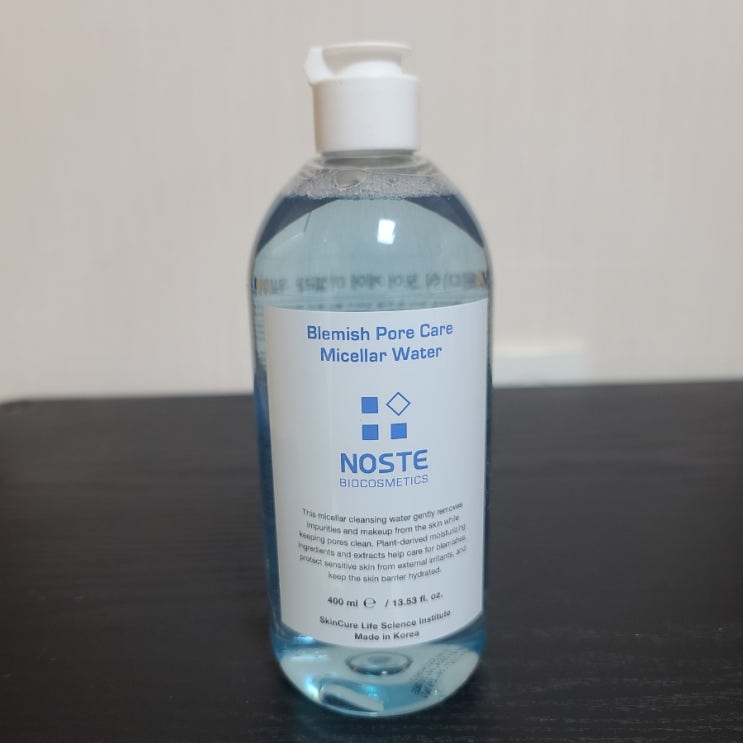 Blemish Pore Care
Micellar Water
NOSTE
BIOCOSMETICS
This micellar cleansing water gently removes
impurities and makeup from the skin while
keeping pores clean. Plant-derived moisturizing
ingredients and extracts help care for blemishes,
protect sensitive skin from external irritants, and
keep the skin barrier hydrated.
400 ml ℮ / 13.53 fl. oz.
SkinCure Life Science Institute
Made in Korea